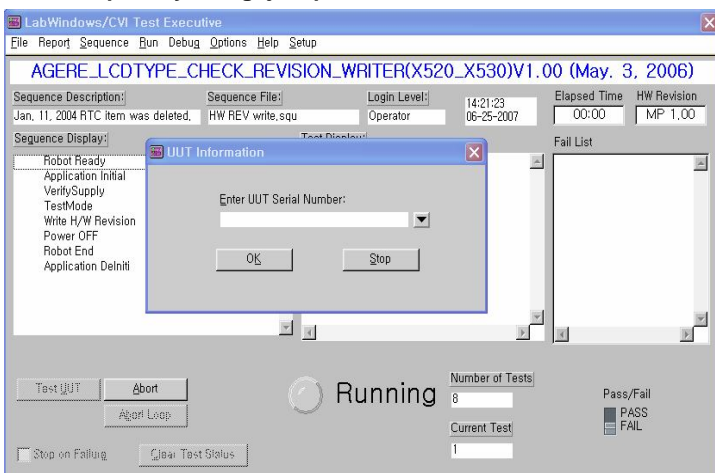 LabWindows/CVI Test Executive
File Report Sequence Run Debug Options Help Setup
AGERE_LCDTYPE_CHECK_REVISION_WRITER(X520_X530)V1.00 (May. 3, 2006)
Sequence Description: Sequence File: Login Level: 14:21:23 Elapsed Time HW Revision
Jan, 11, 2004 RTC item was deleted, HW REV write,squ Operator 06-25-2007 00:00 MP 1,00
Sequence Display: Test Display: Fail List
UUT Information
Robot Ready
Application Initial
VerifySupply
TestMode
Write H/W Revision
Power OFF
Robot End
Application DeIniti
Enter UUT Serial Number:
OK Stop
Test UUT Abort
Abort Loop
Running
Number of Tests
8
Current Test
1
Pass/Fail
PASS
FAIL
Stop on Failure Clear Test Status